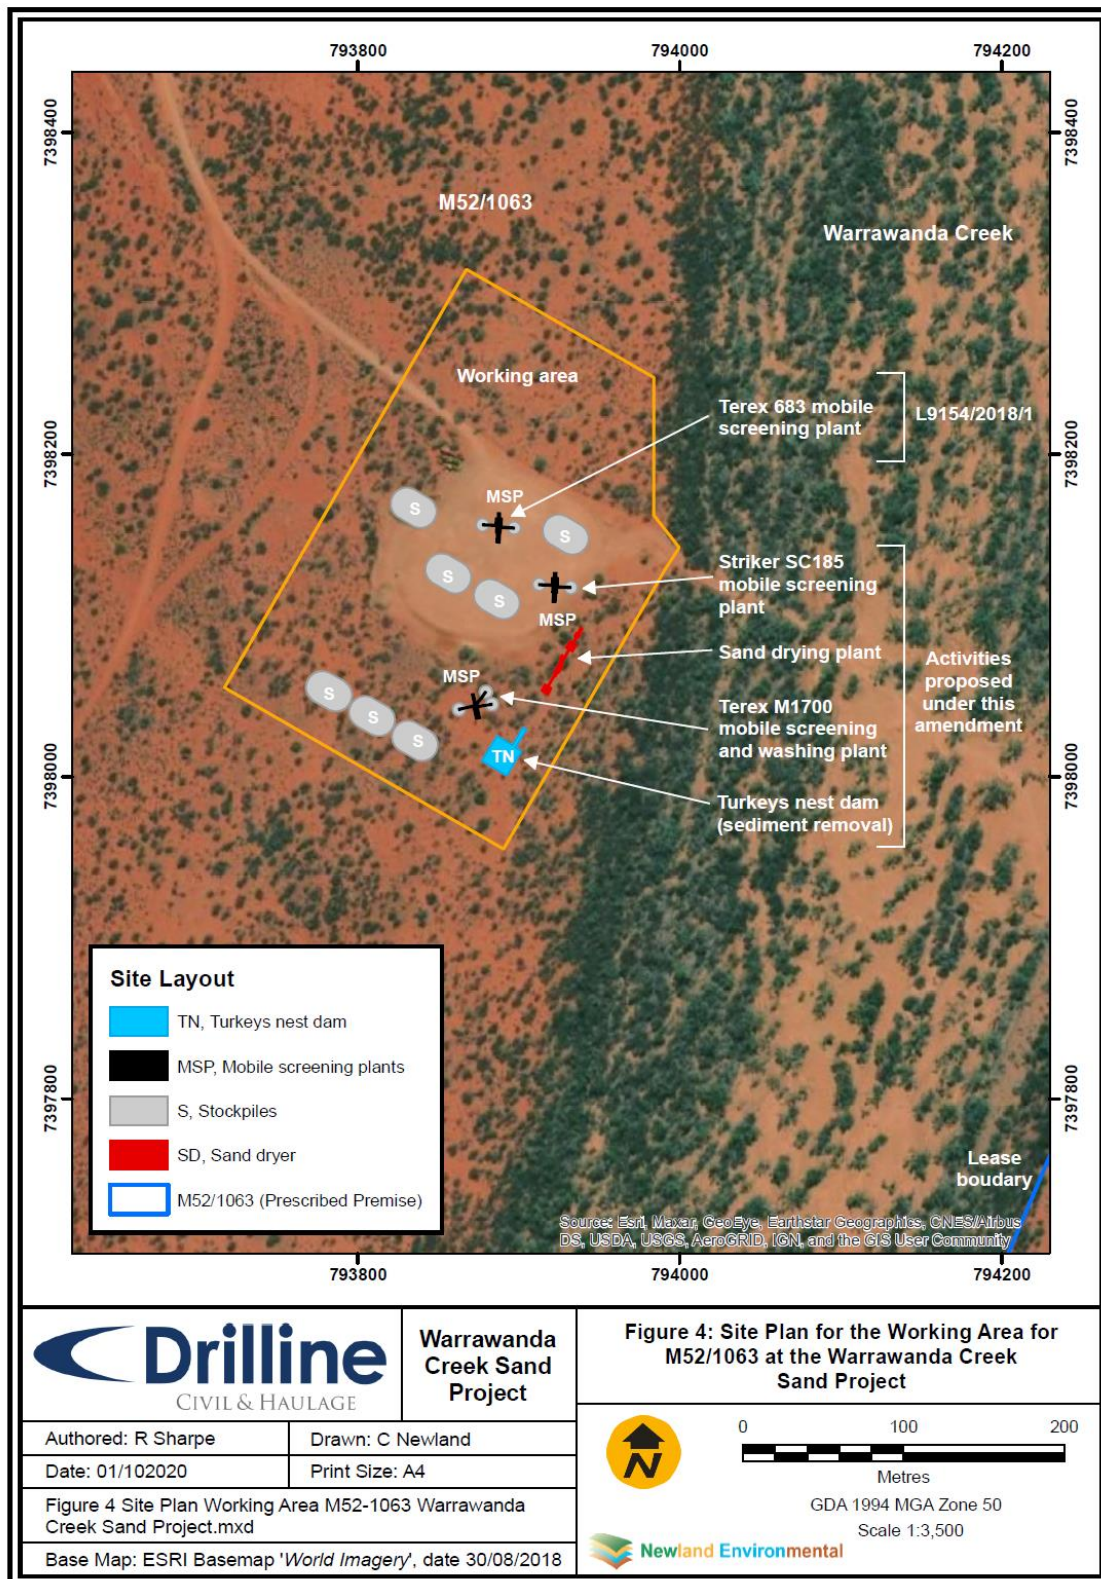 793800
794000
794200
7398400
7398400
M52/1063
Warrawanda Creek
Working area
Terex 683 mobile
screening plant
L9154/2018/1
7398200
7398200
MSP
S
S
Striker SC185
mobile screening
plant
S
S
MSP
Sand drying plant
Activities
proposed
under this
amendment
MSP
S
S
S
Terex M1700
mobile screening
and washing plant
TN
7398000
7398000
Turkeys nest dam
(sediment removal)
Site Layout
TN, Turkeys nest dam
MSP, Mobile screening plants
S, Stockpiles
SD, Sand dryer
M52/1063 (Prescribed Premise)
7397800
7397800
Lease
boudary
Source: Esri, Maxar, GeoEye, Earthstar Geographics, CNES/Airbus
DS, USDA, USGS, AeroGRID, IGN, and the GIS User Community
793800
794000
794200
Drilline
CIVIL & HAULAGE
Warrawanda
Creek Sand
Project
Figure 4: Site Plan for the Working Area for
M52/1063 at the Warrawanda Creek
Sand Project
Authored: R Sharpe
Drawn: C Newland
Date: 01/102020
Print Size: A4
Figure 4 Site Plan Working Area M52-1063 Warrawanda
Creek Sand Project.mxd
Base Map: ESRI Basemap 'World Imagery', date 30/08/2018
N
0
100
200
Metres
GDA 1994 MGA Zone 50
Scale 1:3,500
Newland Environmental